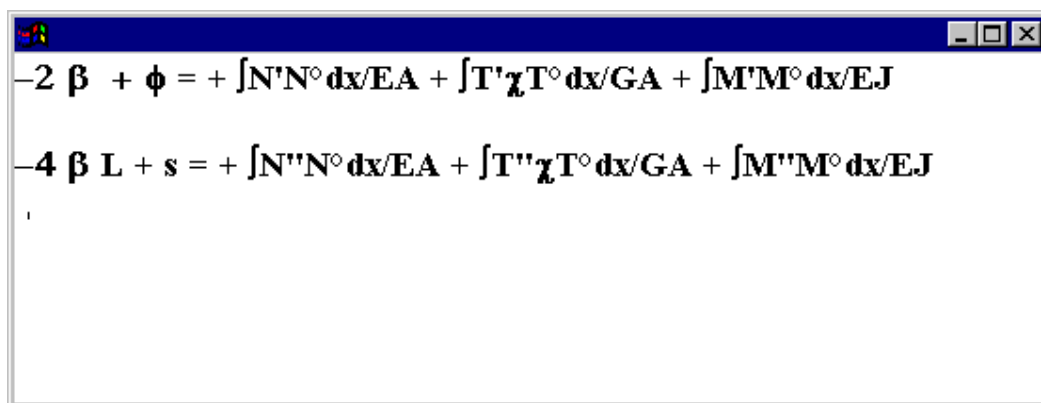 −2 β + ϕ = + ∫N'N°dx/EA + ∫T'χT°dx/GA + ∫M'M°dx/EJ
−4 β L + s = + ∫N''N°dx/EA + ∫T''χT°dx/GA + ∫M''M°dx/EJ